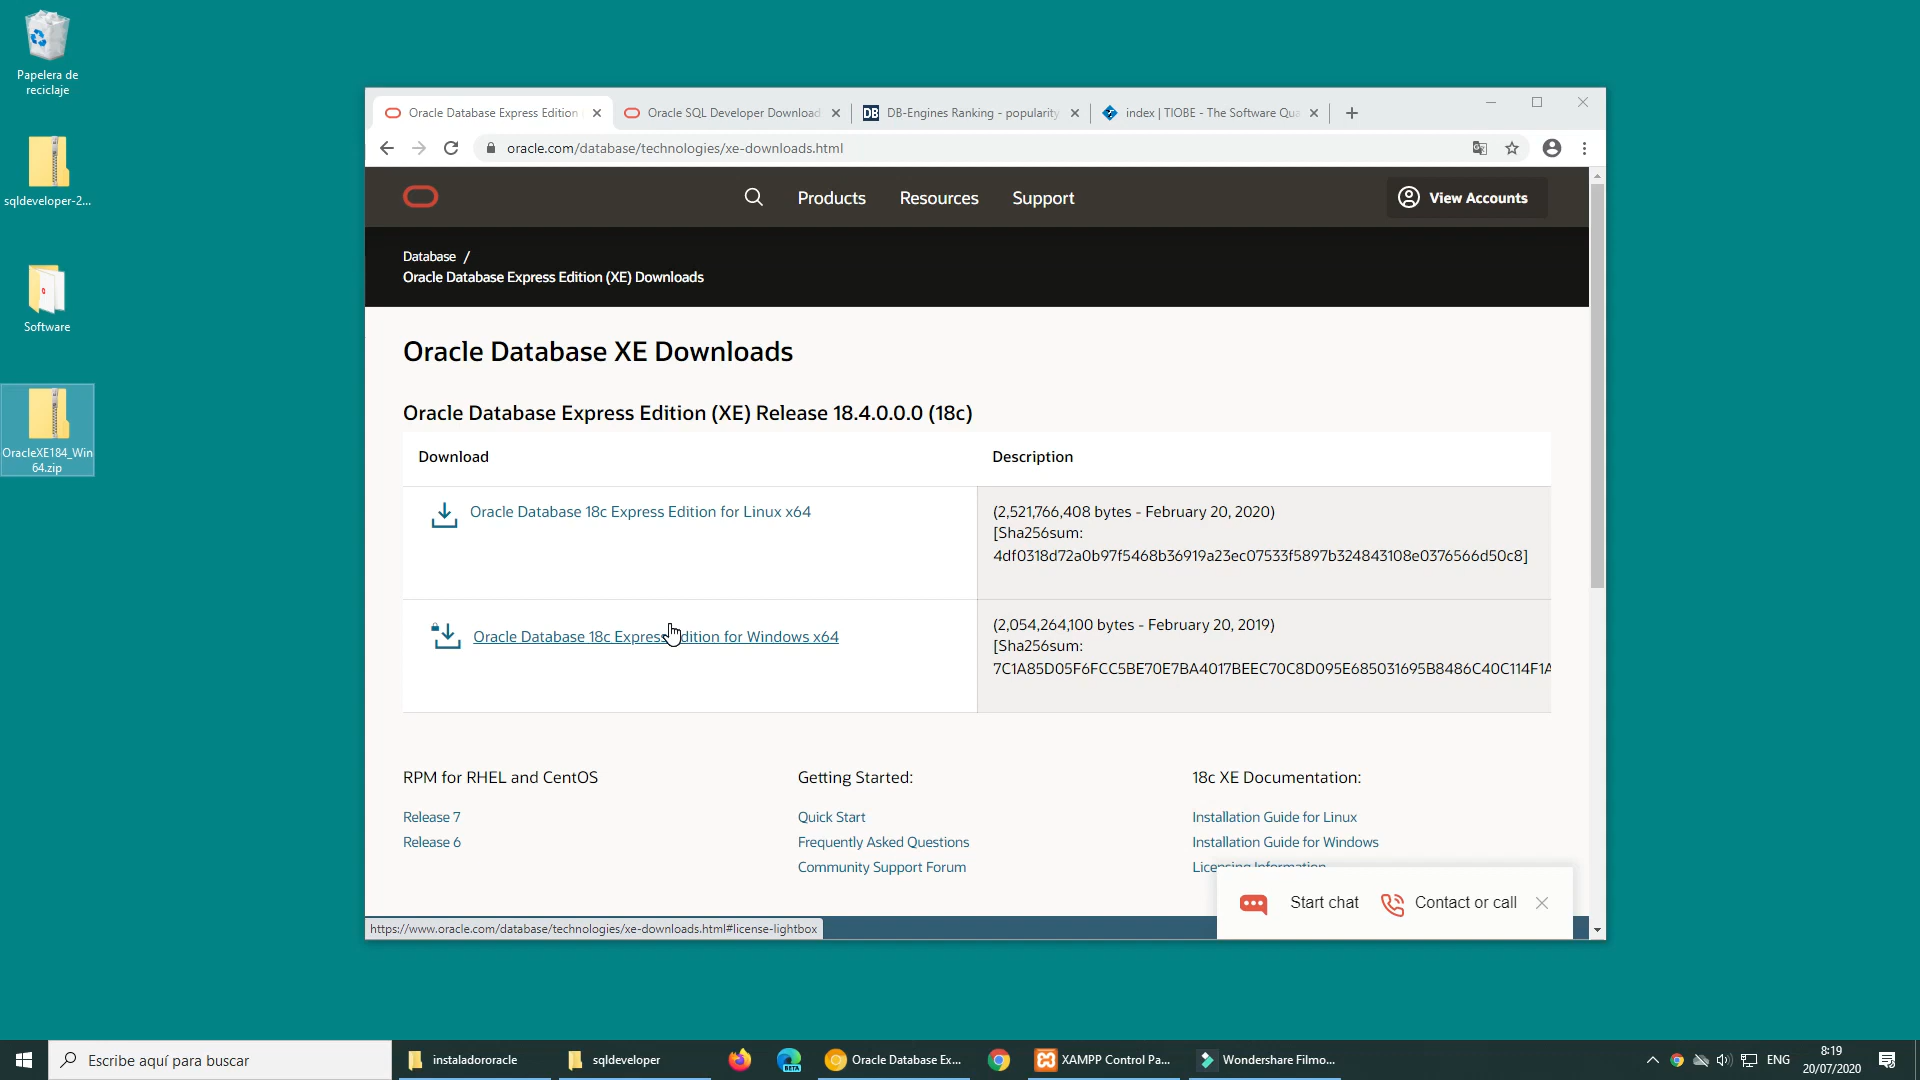 Papelera de
reciclaje
sqldeveloper-2...
Software
OracleXE184_Win
64.zip
Oracle Database Express Edition
Oracle SQL Developer Download
DB DB-Engines Ranking - popularity
index | TIOBE - The Software Qua
oracle.com/database/technologies/xe-downloads.html
Products
Resources
Support
View Accounts
Database /
Oracle Database Express Edition (XE) Downloads
Oracle Database XE Downloads
Oracle Database Express Edition (XE) Release 18.4.0.0.0 (18c)
Download
Description
Oracle Database 18c Express Edition for Linux x64
(2,521,766,408 bytes - February 20, 2020)
[Sha256sum:
4df0318d72a0b97f5468b36919a23ec07533f5897b324843108e0376566d50c8]
Oracle Database 18c Express Edition for Windows x64
(2,054,264,100 bytes - February 20, 2019)
[Sha256sum:
7C1A85D05F6FCC5BE70E7BA4017BEEC70C8D095E685031695B8486C40C114F1A
RPM for RHEL and CentOS
Release 7
Release 6
Getting Started:
Quick Start
Frequently Asked Questions
Community Support Forum
18c XE Documentation:
Installation Guide for Linux
Installation Guide for Windows
Licensing Information
Start chat
Contact or call
https://www.oracle.com/database/technologies/xe-downloads.html#license-lightbox
Escribe aquí para buscar
instaladororacle
sqldeveloper
BETA
Oracle Database Ex...
XAMPP Control Pa...
Wondershare Filmo...
ENG
8:19
20/07/2020